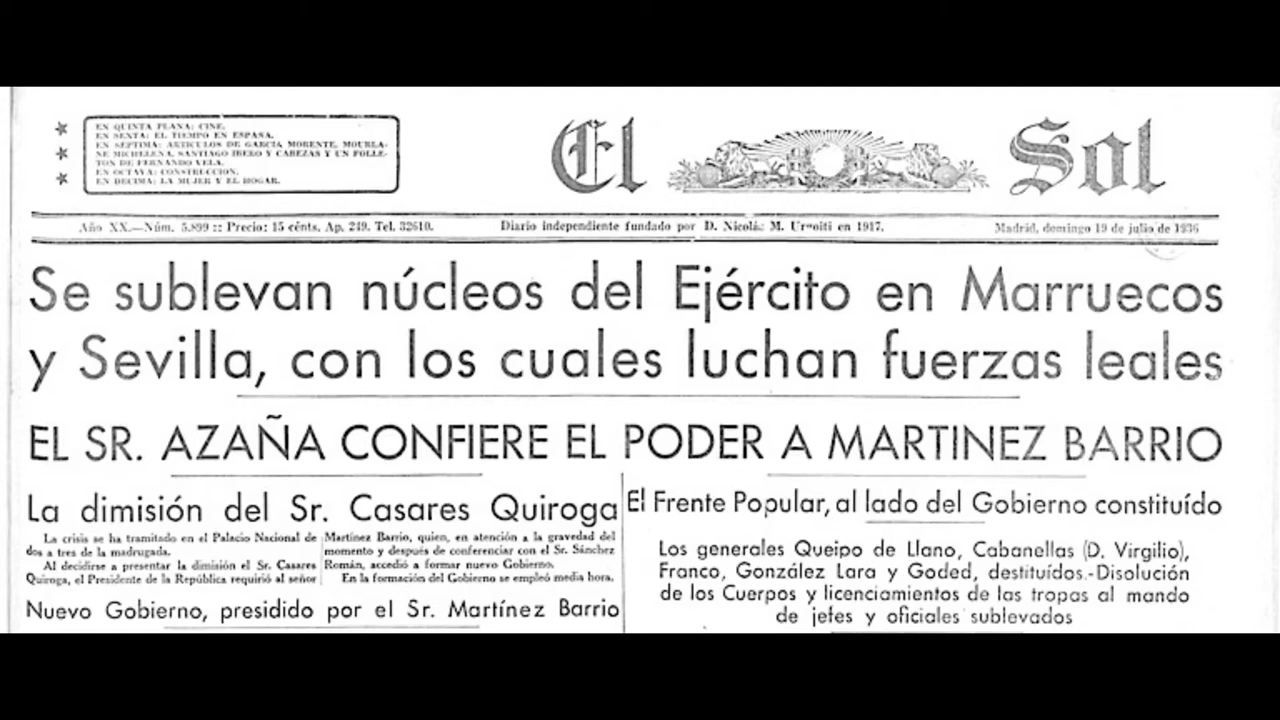 EN QUINTA PLANA: CINE.
EN SEXTA: EL TIEMPO EN ESPAÑA.
EN SEPTIMA: ARTICULOS DE GARCIA MORENTE, MOURLA-
NE MICHELENA, SANTIAGO IBERO Y CABEZAS Y UN FOLLE-
TON DE FERNANDO VELA.
EN OCTAVA: CONSTRUCCION.
EN DECIMA: LA MUJER Y EL HOGAR.
El Sol
Año XX.—Núm. 5.899 :: Precio: 15 cénts. Ap. 249. Tel. 32610.
Diario independiente fundado por D. Nicolás M. Urgoiti en 1917.
Madrid, domingo 19 de julio de 1936
Se sublevan núcleos del Ejército en Marruecos
y Sevilla, con los cuales luchan fuerzas leales
EL SR. AZAÑA CONFIERE EL PODER A MARTINEZ BARRIO
La dimisión del Sr. Casares Quiroga
La crisis se ha tramitado en el Palacio Nacional de
dos a tres de la madrugada.
Al decidirse a presentar la dimisión el Sr. Casares
Quiroga, el Presidente de la República requirió al señor
Martínez Barrio, quien, en atención a la gravedad del
momento y después de conferenciar con el Sr. Sánchez
Román, accedió a formar nuevo Gobierno.
En la formación del Gobierno se empleó media hora.
Nuevo Gobierno, presidido por el Sr. Martínez Barrio
El Frente Popular, al lado del Gobierno constituído
Los generales Queipo de Llano, Cabanellas (D. Virgilio),
Franco, González Lara y Goded, destituídos.-Disolución
de los Cuerpos y licenciamientos de las tropas al mando
de jefes y oficiales sublevados